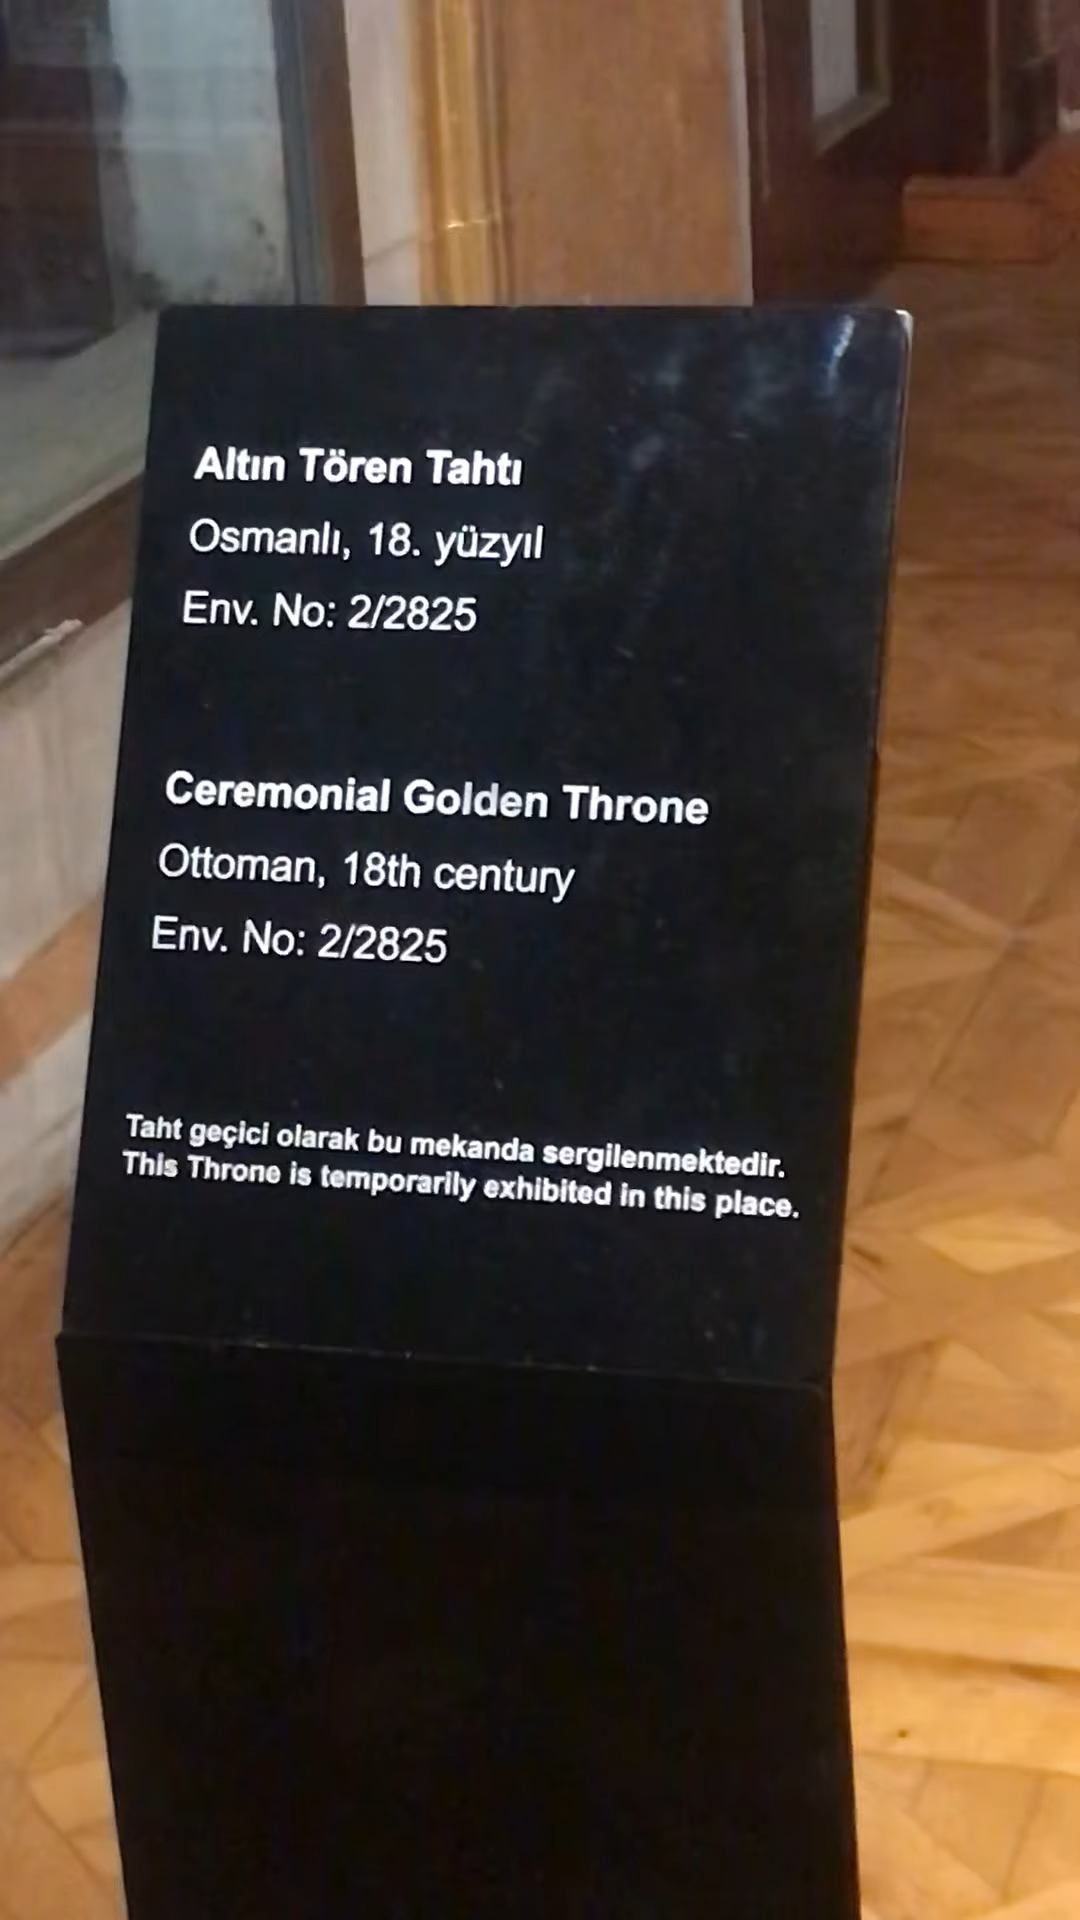 Altın Tören Tahtı
Osmanlı, 18. yüzyıl
Env. No: 2/2825
Ceremonial Golden Throne
Ottoman, 18th century
Env. No: 2/2825
Taht geçici olarak bu mekanda sergilenmektedir.
This Throne is temporarily exhibited in this place.